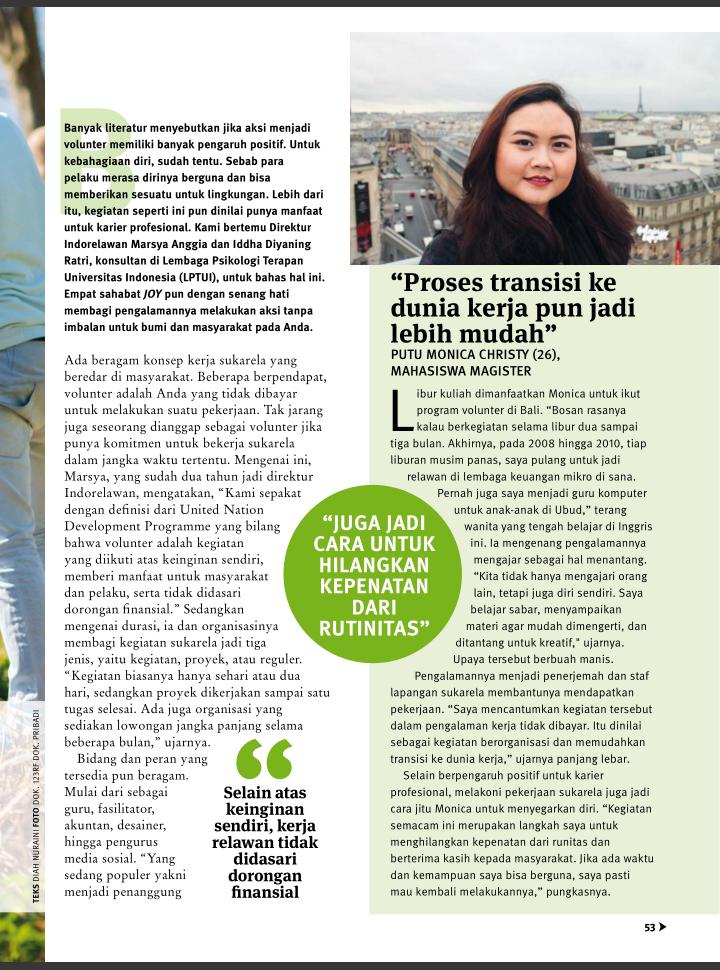 Banyak literatur menyebutkan jika aksi menjadi
volunter memiliki banyak pengaruh positif. Untuk
kebahagiaan diri, sudah tentu. Sebab para
pelaku merasa dirinya berguna dan bisa
memberikan sesuatu untuk lingkungan. Lebih dari
itu, kegiatan seperti ini pun dinilai punya manfaat
untuk karier profesional. Kami bertemu Direktur
Indorelawan Marsya Anggia dan Iddha Diyaning
Ratri, konsultan di Lembaga Psikologi Terapan
Universitas Indonesia (LPTUI), untuk bahas hal ini.
Empat sahabat JOY pun dengan senang hati
membagi pengalamannya melakukan aksi tanpa
imbalan untuk bumi dan masyarakat pada Anda.
Ada beragam konsep kerja sukarela yang
beredar di masyarakat. Beberapa berpendapat,
volunter adalah Anda yang tidak dibayar
untuk melakukan suatu pekerjaan. Tak jarang
juga seseorang dianggap sebagai volunter jika
punya komitmen untuk bekerja sukarela
dalam jangka waktu tertentu. Mengenai ini,
Marsya, yang sudah dua tahun jadi direktur
Indorelawan, mengatakan, “Kami sepakat
dengan definisi dari United Nation
Development Programme yang bilang
bahwa volunter adalah kegiatan
yang diikuti atas keinginan sendiri,
memberi manfaat untuk masyarakat
dan pelaku, serta tidak didasari
dorongan finansial.” Sedangkan
mengenai durasi, ia dan organisasinya
membagi kegiatan sukarela jadi tiga
jenis, yaitu kegiatan, proyek, atau reguler.
“Kegiatan biasanya hanya sehari atau dua
hari, sedangkan proyek dikerjakan sampai satu
tugas selesai. Ada juga organisasi yang
sediakan lowongan jangka panjang selama
beberapa bulan,” ujarnya.
Bidang dan peran yang
tersedia pun beragam.
Mulai dari sebagai
guru, fasilitator,
akuntan, desainer,
hingga pengurus
media sosial. “Yang
sedang populer yakni
menjadi penanggung
“
Selain atas
keinginan
sendiri, kerja
relawan tidak
didasari
dorongan
finansial
TEKS DIAH NURAINI FOTO DOK. 123RF DOK. PRIBADI
“JUGA JADI
CARA UNTUK
HILANGKAN
KEPENATAN
DARI
RUTINITAS”
“Proses transisi ke
dunia kerja pun jadi
lebih mudah”
PUTU MONICA CHRISTY (26),
MAHASISWA MAGISTER
Libur kuliah dimanfaatkan Monica untuk ikut
program volunter di Bali. “Bosan rasanya
kalau berkegiatan selama libur dua sampai
tiga bulan. Akhirnya, pada 2008 hingga 2010, tiap
liburan musim panas, saya pulang untuk jadi
relawan di lembaga keuangan mikro di sana.
Pernah juga saya menjadi guru komputer
untuk anak-anak di Ubud,” terang
wanita yang tengah belajar di Inggris
ini. Ia mengenang pengalamannya
mengajar sebagai hal menantang.
“Kita tidak hanya mengajari orang
lain, tetapi juga diri sendiri. Saya
belajar sabar, menyampaikan
materi agar mudah dimengerti, dan
ditantang untuk kreatif," ujarnya.
Upaya tersebut berbuah manis.
Pengalamannya menjadi penerjemah dan staf
lapangan sukarela membantunya mendapatkan
pekerjaan. “Saya mencantumkan kegiatan tersebut
dalam pengalaman kerja tidak dibayar. Itu dinilai
sebagai kegiatan berorganisasi dan memudahkan
transisi ke dunia kerja,” ujarnya panjang lebar.
Selain berpengaruh positif untuk karier
profesional, melakoni pekerjaan sukarela juga jadi
cara jitu Monica untuk menyegarkan diri. “Kegiatan
semacam ini merupakan langkah saya untuk
menghilangkan kepenatan dari runitas dan
berterima kasih kepada masyarakat. Jika ada waktu
dan kemampuan saya bisa berguna, saya pasti
mau kembali melakukannya,” pungkasnya.
53